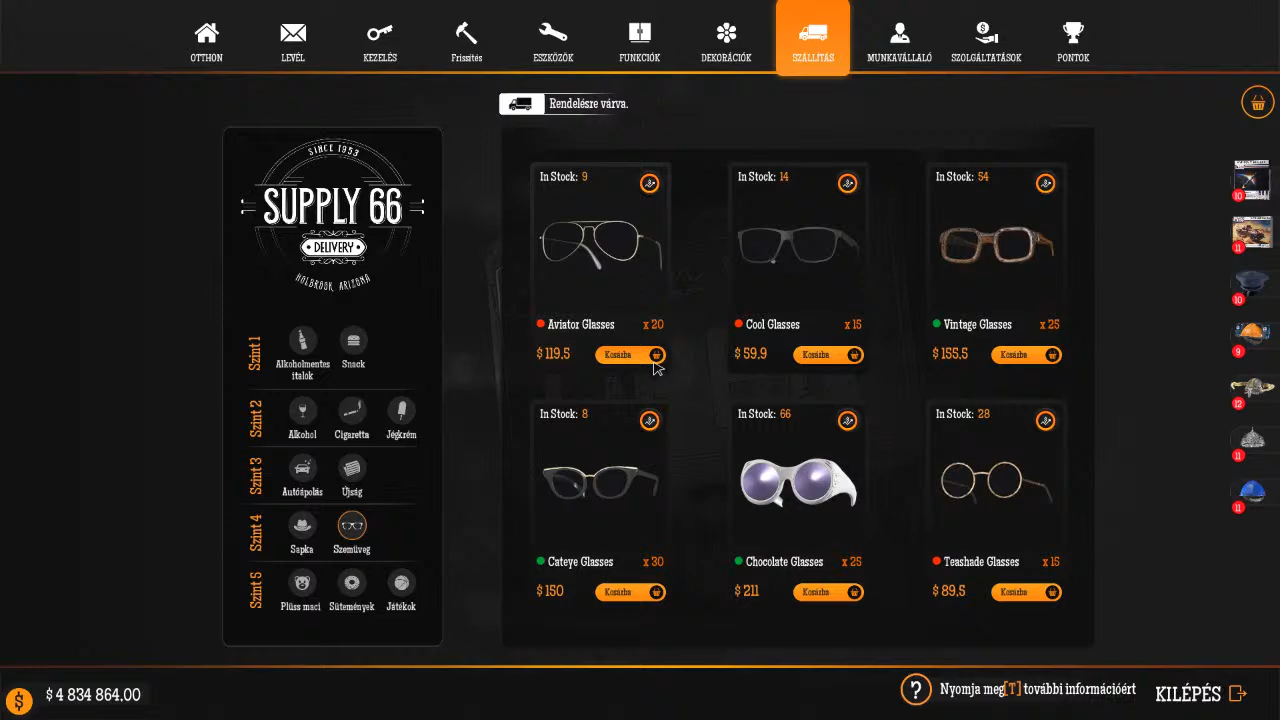 OTTHON
LEVÉL
KEZELÉS
Frissítés
ESZKÖZÖK
FUNKCIÓK
DEKORÁCIÓK
SZÁLLÍTÁS
MUNKAVÁLLALÓ
SZOLGÁLTATÁSOK
PONTOK
Rendelésre várva.
SINCE 1953
SUPPLY 66
DELIVERY
HOLBROOK, ARIZONA
Szint 1
Alkoholmentes
italok
Snack
Szint 2
Alkohol
Cigaretta
Jégkrém
Szint 3
Autóápolás
Újság
Szint 4
Sapka
Szemüveg
Szint 5
Plüss maci
Sütemények
Játékok
In Stock: 9
Aviator Glasses x 20
$ 119,5 Kosárba
In Stock: 14
Cool Glasses x 15
$ 59,9 Kosárba
In Stock: 54
Vintage Glasses x 25
$ 155,5 Kosárba
In Stock: 8
Cateye Glasses x 30
$ 150 Kosárba
In Stock: 66
Chocolate Glasses x 25
$ 211 Kosárba
In Stock: 28
Teashade Glasses x 15
$ 89,5 Kosárba
10
11
10
9
12
11
11
$ 4 834 864.00
? Nyomja meg[T] további információért
KILÉPÉS